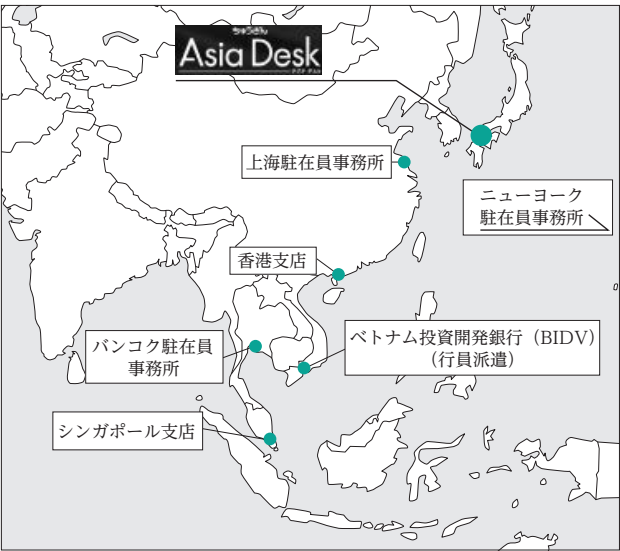 ちゅうぎん
Asia Desk
アジア デスク
上海駐在員事務所
ニューヨーク
駐在員事務所
香港支店
ベトナム投資開発銀行（BIDV）
（行員派遣）
バンコク駐在員
事務所
シンガポール支店